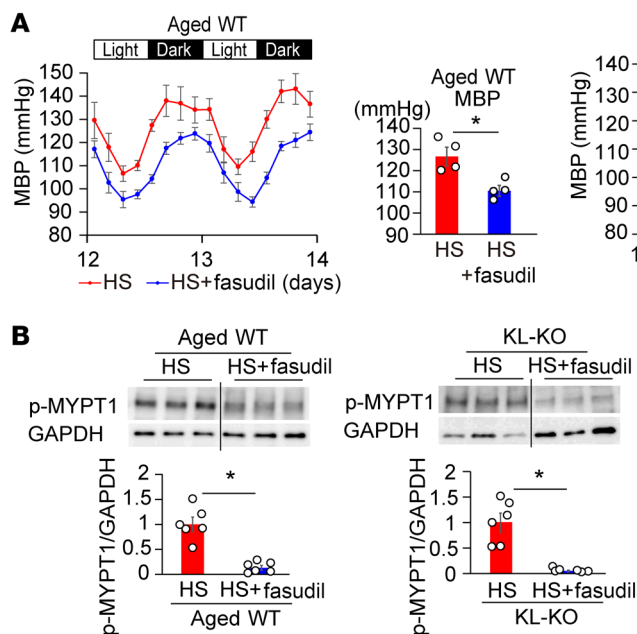 A
Aged WT
Light Dark Light Dark
MBP (mmHg)
150
140
130
120
110
100
90
80
12 13 14
HS HS+fasudil (days)
Aged WT
MBP
(mmHg)
*
140
130
120
110
100
90
HS HS
+fasudil
MBP (mmHg)
140
120
100
80
1
B
Aged WT
HS HS+fasudil
p-MYPT1
GAPDH
p-MYPT1/GAPDH
2
1.5
1
0.5
0
*
HS HS+fasudil
Aged WT
KL-KO
HS HS+fasudil
p-MYPT1
GAPDH
p-MYPT1/GAPDH
2
1.5
1
0.5
0
*
HS HS+fasudil
KL-KO